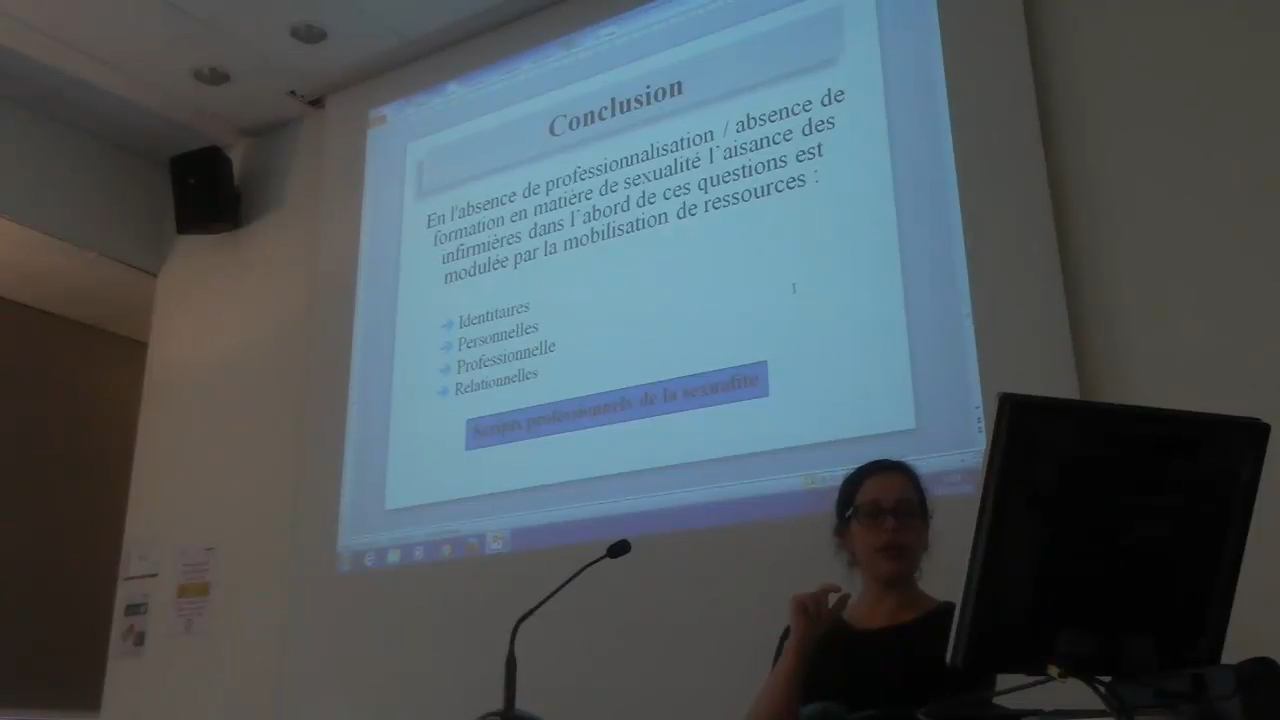 Conclusion
En l'absence de professionnalisation / absence de
formation en matière de sexualité l'aisance des
infirmières dans l'abord de ces questions est
modulée par la mobilisation de ressources :
Identitaires
Personnelles
Professionnelle
Relationnelles
Scripts professionnels de la sexualité